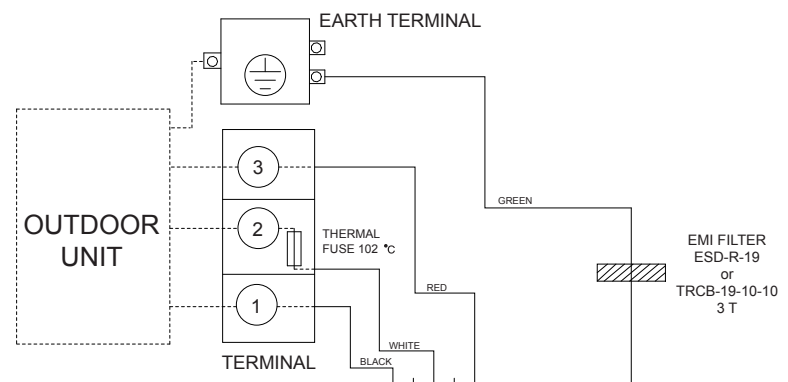 EARTH TERMINAL
3
OUTDOOR
UNIT
2
THERMAL
FUSE 102 °C
GREEN
EMI FILTER
ESD-R-19
or
TRCB-19-10-10
3 T
RED
1
WHITE
BLACK
TERMINAL